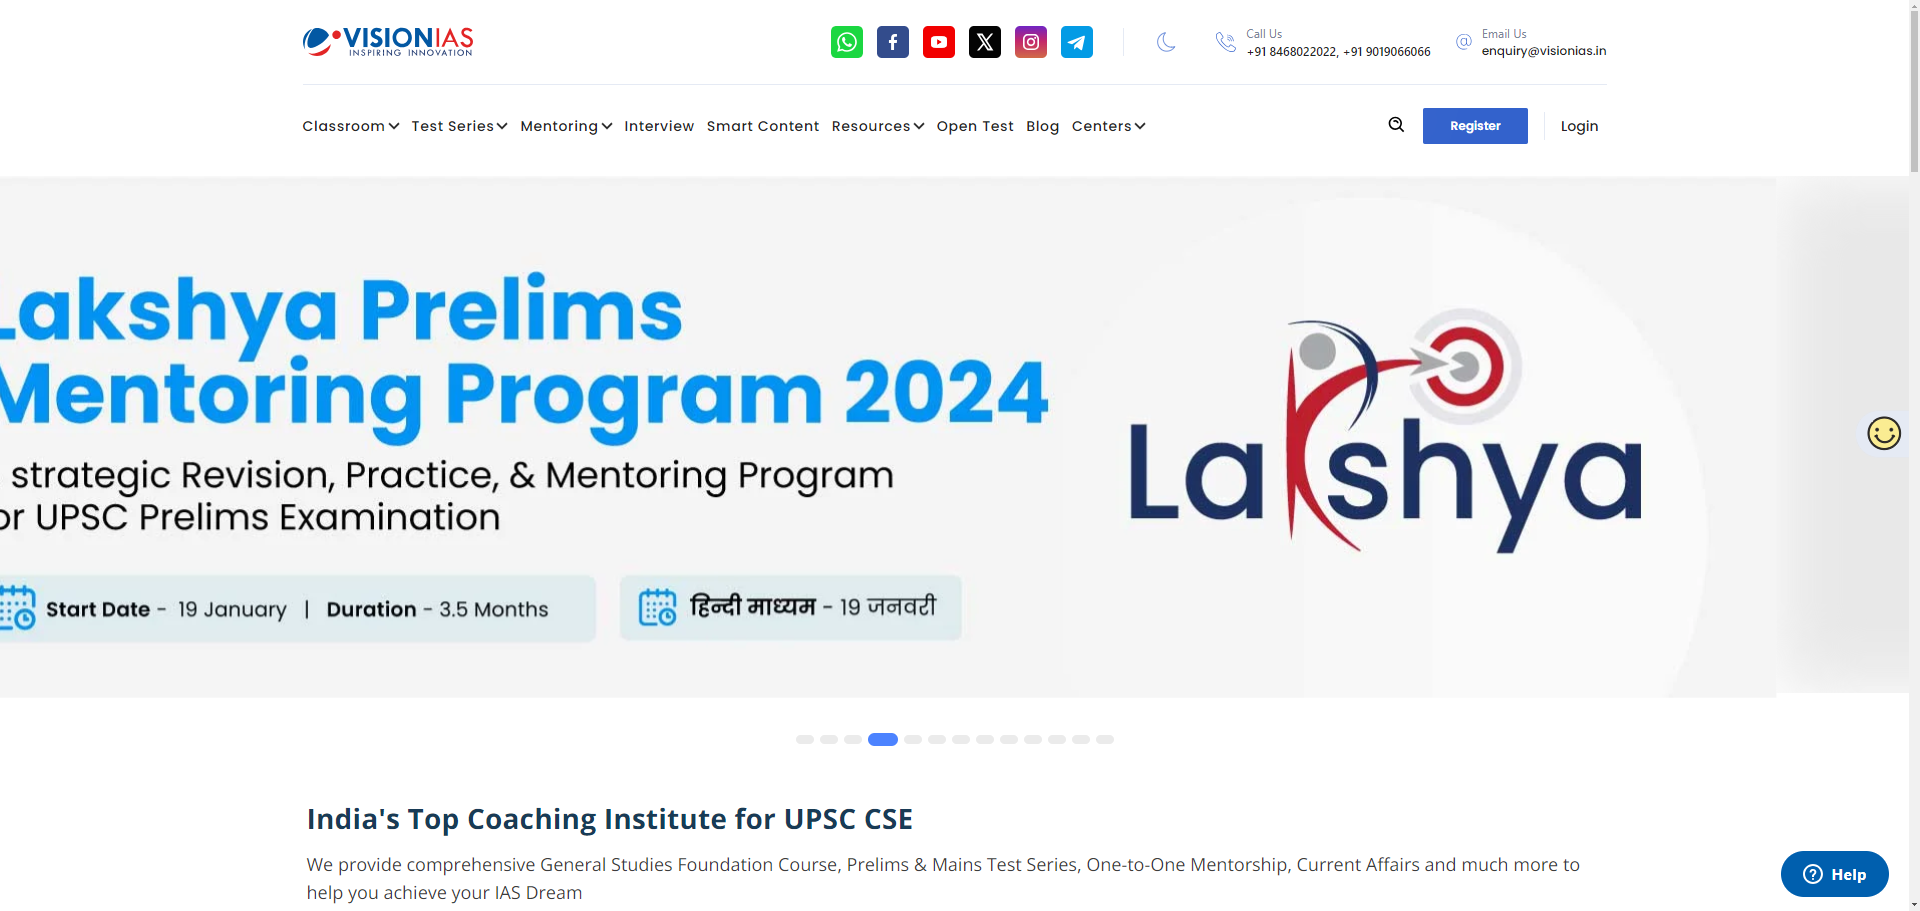 VISIONIAS
INSPIRING INNOVATION
Call Us
+91 8468022022, +91 9019066066
Email Us
enquiry@visionias.in
Classroom Test Series Mentoring Interview Smart Content Resources Open Test Blog Centers
Register
Login
Lakshya Prelims
Mentoring Program 2024
strategic Revision, Practice, & Mentoring Program
or UPSC Prelims Examination
Start Date - 19 January | Duration - 3.5 Months
हिन्दी माध्यम - 19 जनवरी
Lakshya
India's Top Coaching Institute for UPSC CSE
We provide comprehensive General Studies Foundation Course, Prelims & Mains Test Series, One-to-One Mentorship, Current Affairs and much more to
help you achieve your IAS Dream
Help